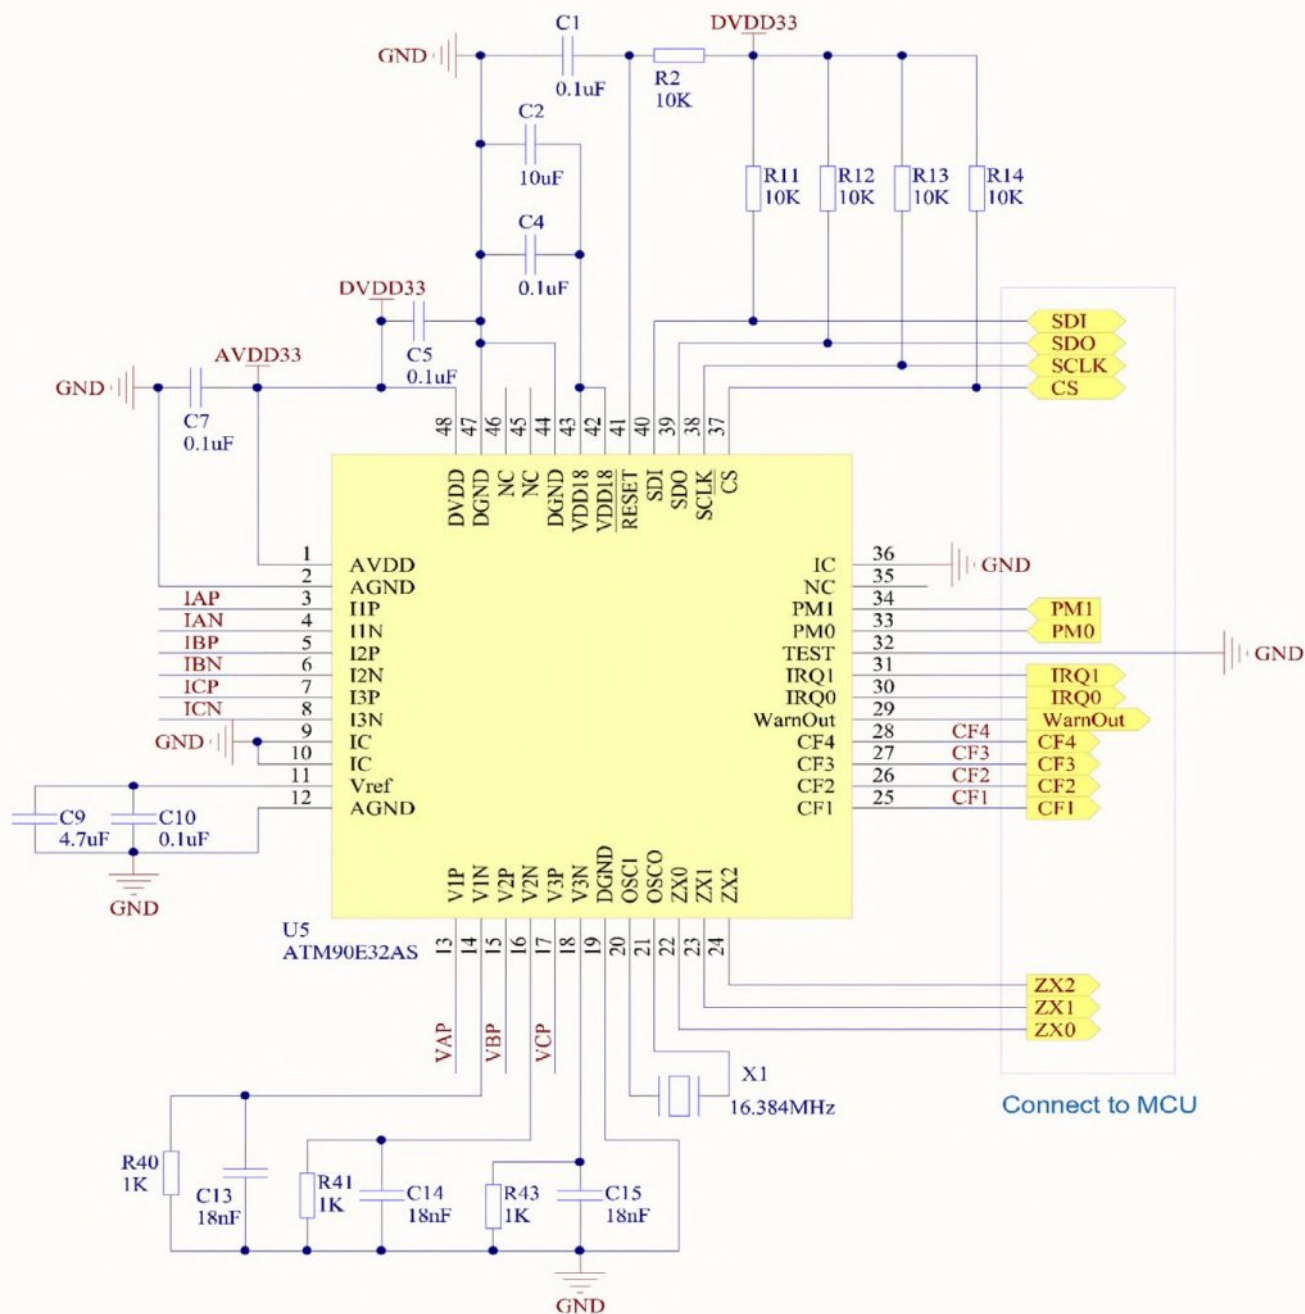 C1
DVDD33
GND
0.1uF
R2
10K
C2
10uF
R11
10K
R12
10K
R13
10K
R14
10K
C4
0.1uF
DVDD33
C5
0.1uF
SDI
SDO
SCLK
CS
AVDD33
GND
C7
0.1uF
48 47 46 45 44 43 42 41 40 39 38 37
DVDD DGND NC NC DGND VDD18 VDD18 RESET SDI SDO SCLK CS
1 AVDD
2 AGND
IAP 3 I1P
IAN 4 I1N
IBP 5 I2P
IBN 6 I2N
ICP 7 I3P
ICN 8 I3N
GND 9 IC
10 IC
11 Vref
12 AGND
IC 36 GND
NC 35
PM1 34 PM1
PM0 33 PM0
TEST 32 GND
IRQ1 31 IRQ1
IRQ0 30 IRQ0
WarnOut 29 WarnOut
CF4 28 CF4 CF4
CF3 27 CF3 CF3
CF2 26 CF2 CF2
CF1 25 CF1 CF1
C9
4.7uF
C10
0.1uF
GND
V1P V1N V2P V2N V3P V3N DGND OSCI OSCO ZX0 ZX1 ZX2
U5
ATM90E32AS
13 14 15 16 17 18 19 20 21 22 23 24
ZX2
ZX1
ZX0
VAP VBP VCP
X1
16.384MHz
Connect to MCU
R40
1K
C13
18nF
R41
1K
C14
18nF
R43
1K
C15
18nF
GND